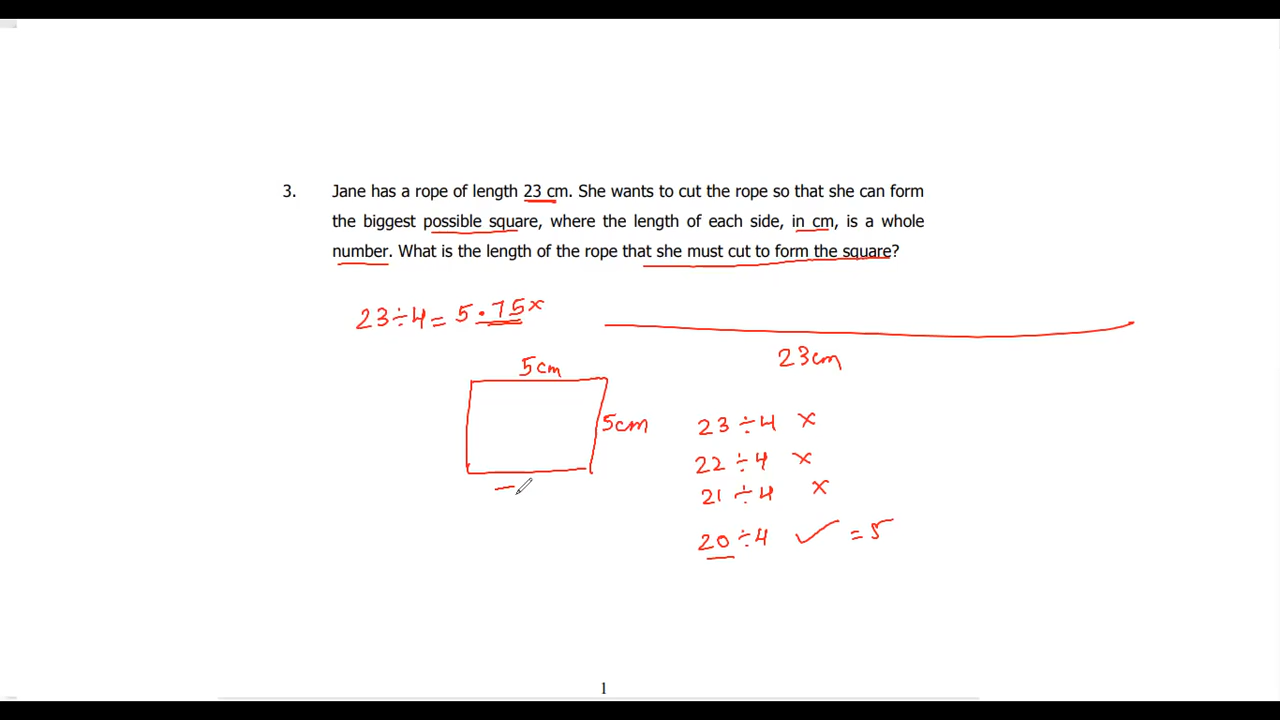 3. Jane has a rope of length 23 cm. She wants to cut the rope so that she can form
the biggest possible square, where the length of each side, in cm, is a whole
number. What is the length of the rope that she must cut to form the square?
23÷4=5.75x
23cm
5cm
5cm
23÷4 x
22÷4 x
21÷4 x
20÷4 ✓ =5
1